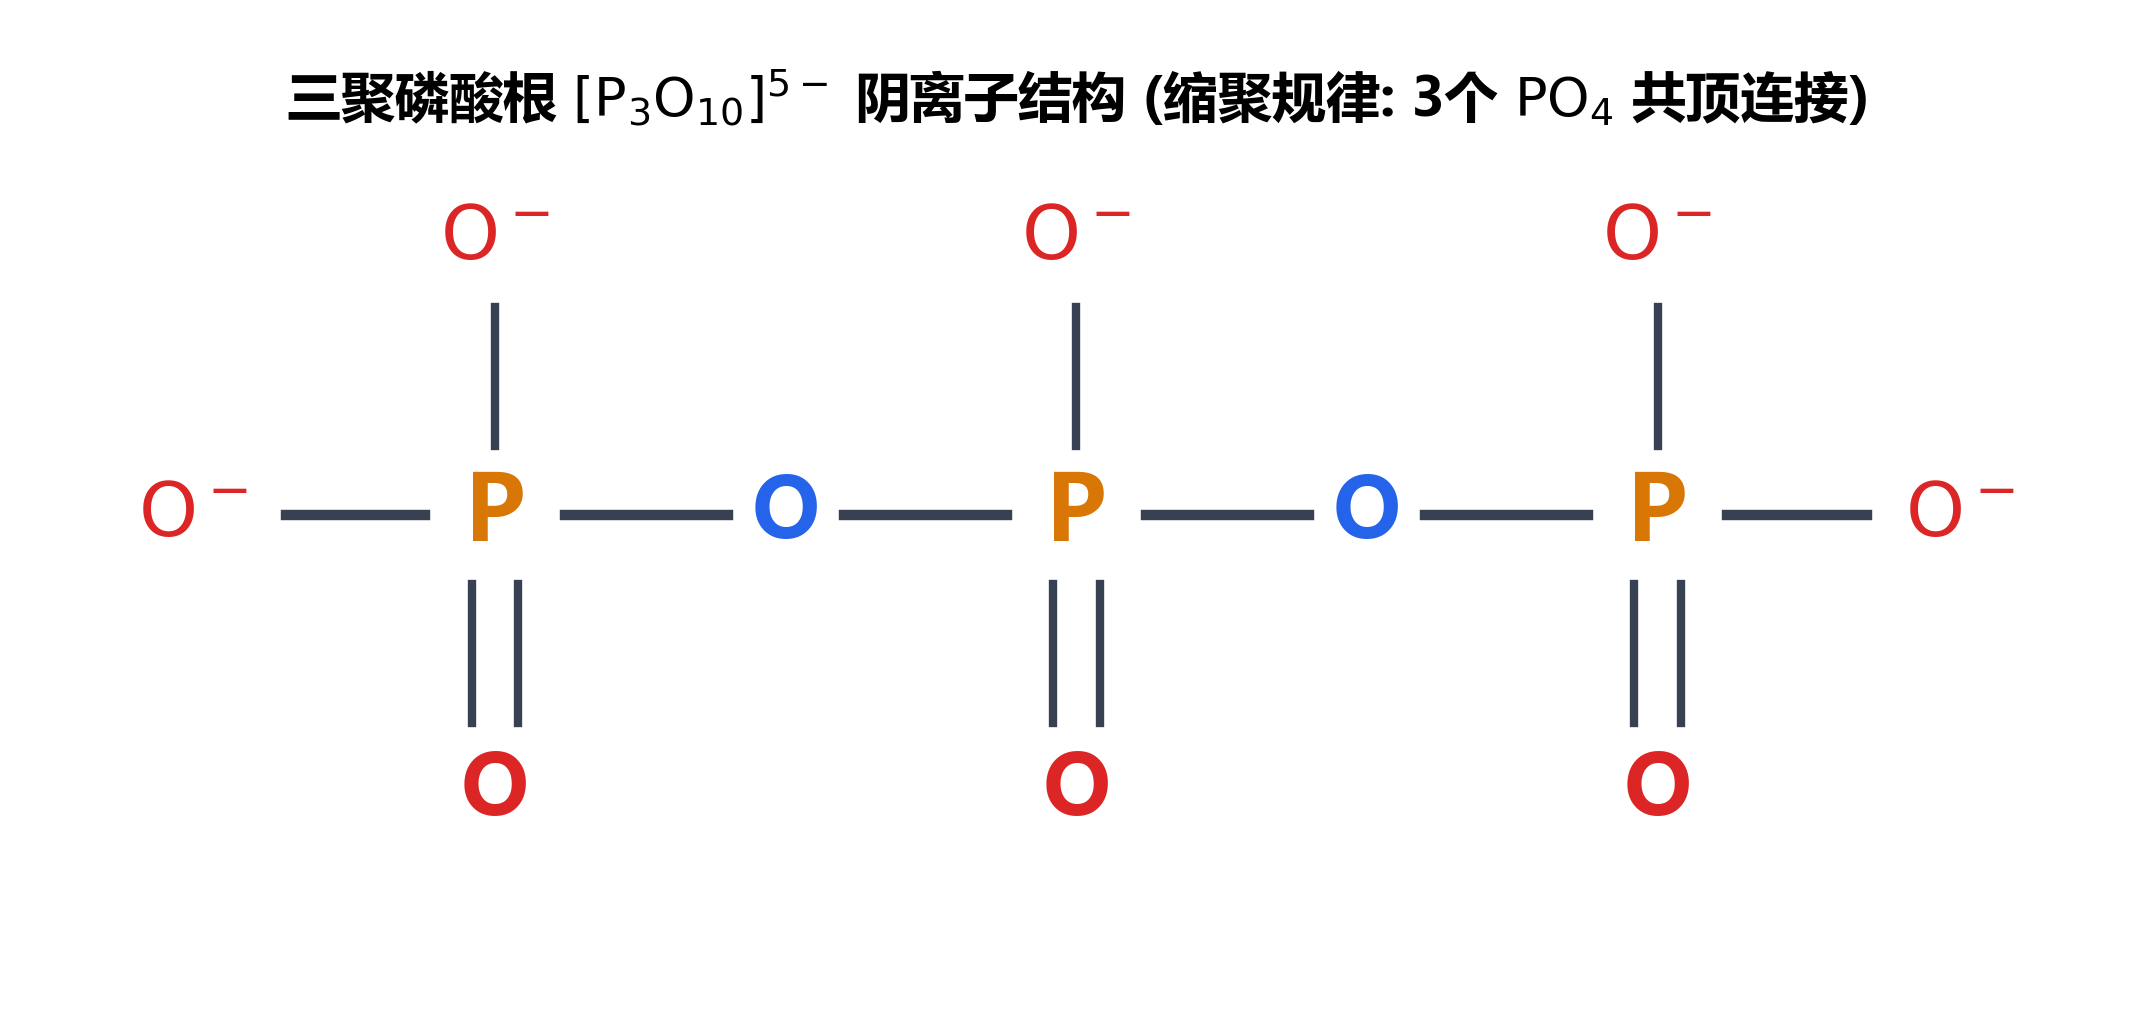 三聚磷酸根 [P₃O₁₀]⁵⁻ 阴离子结构 (缩聚规律: 3个 PO₄ 共顶连接)
O⁻ O⁻ O⁻
O⁻ P O P O P O⁻
O O O